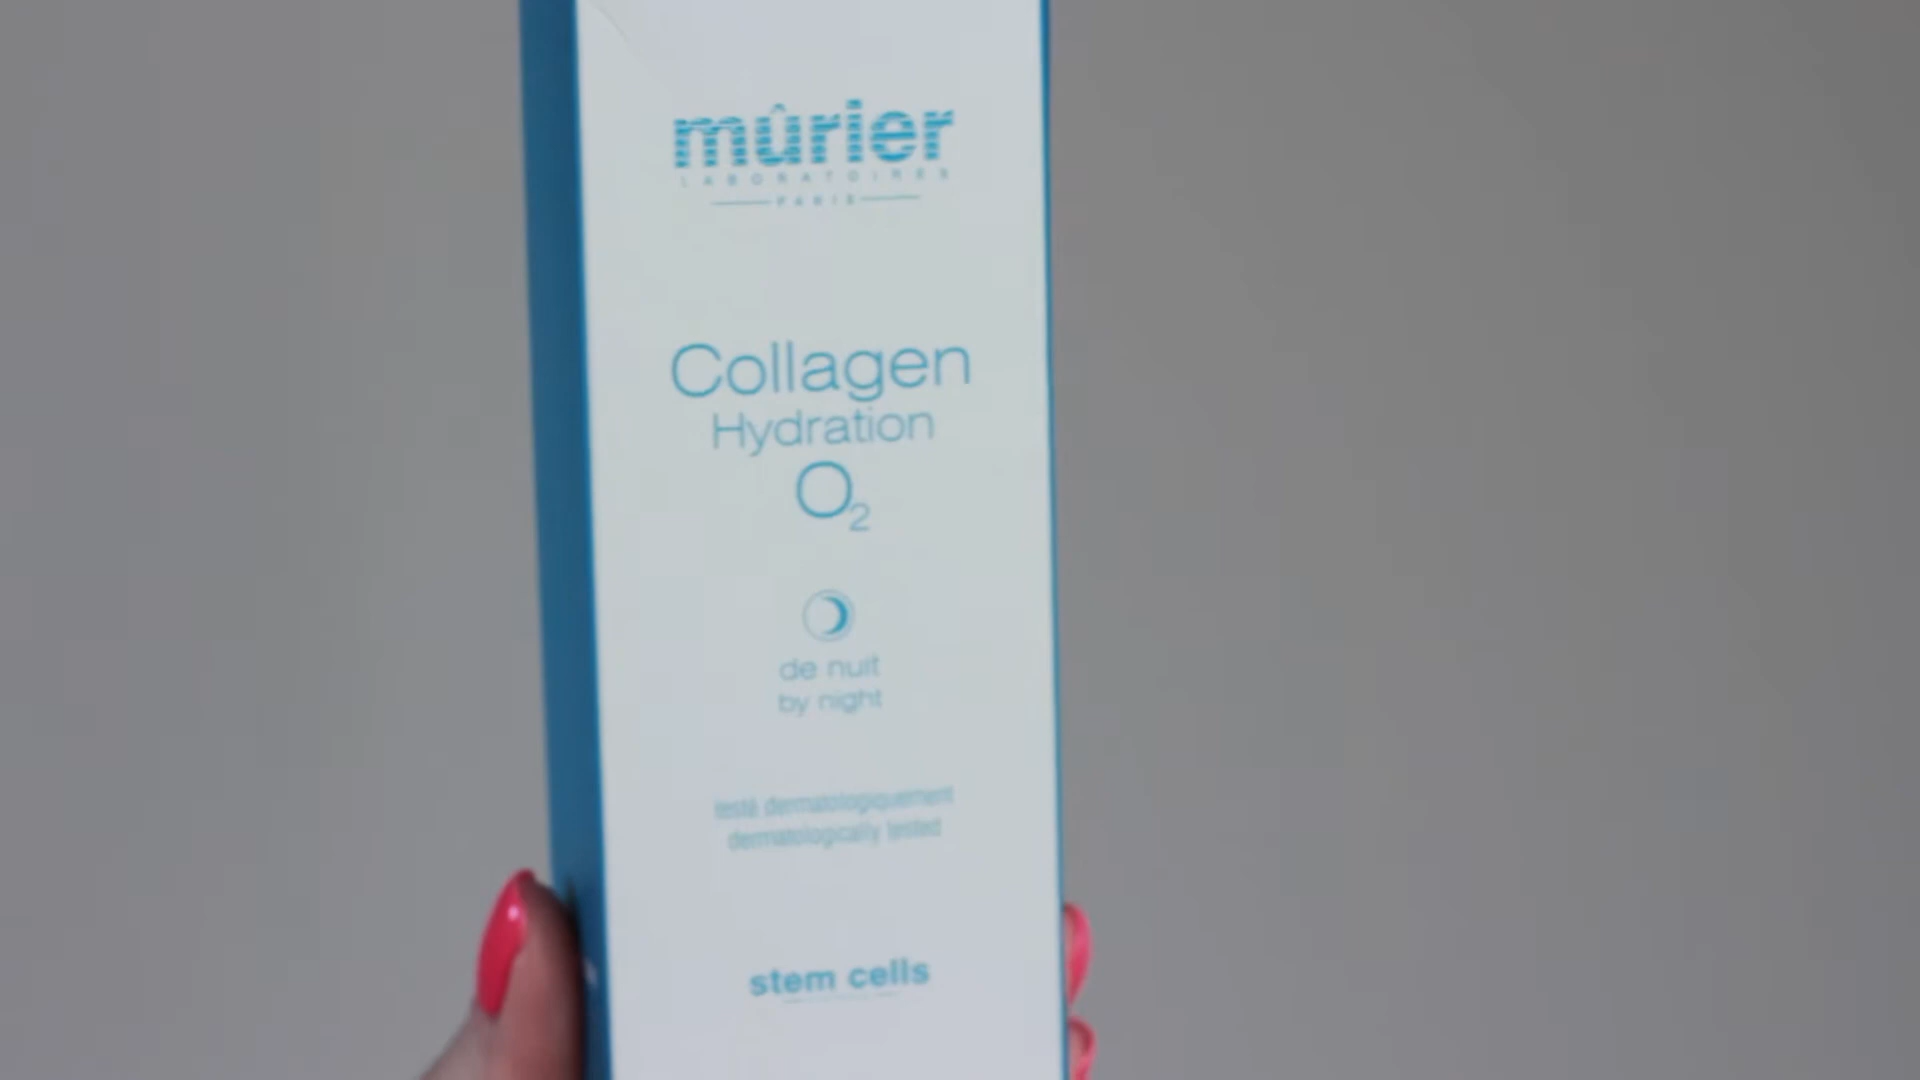 mûrier
LABORATOIRES
PARIS
Collagen
Hydration
O₂
de nuit
by night
testé dermatologiquement
dermatologically tested
stem cells